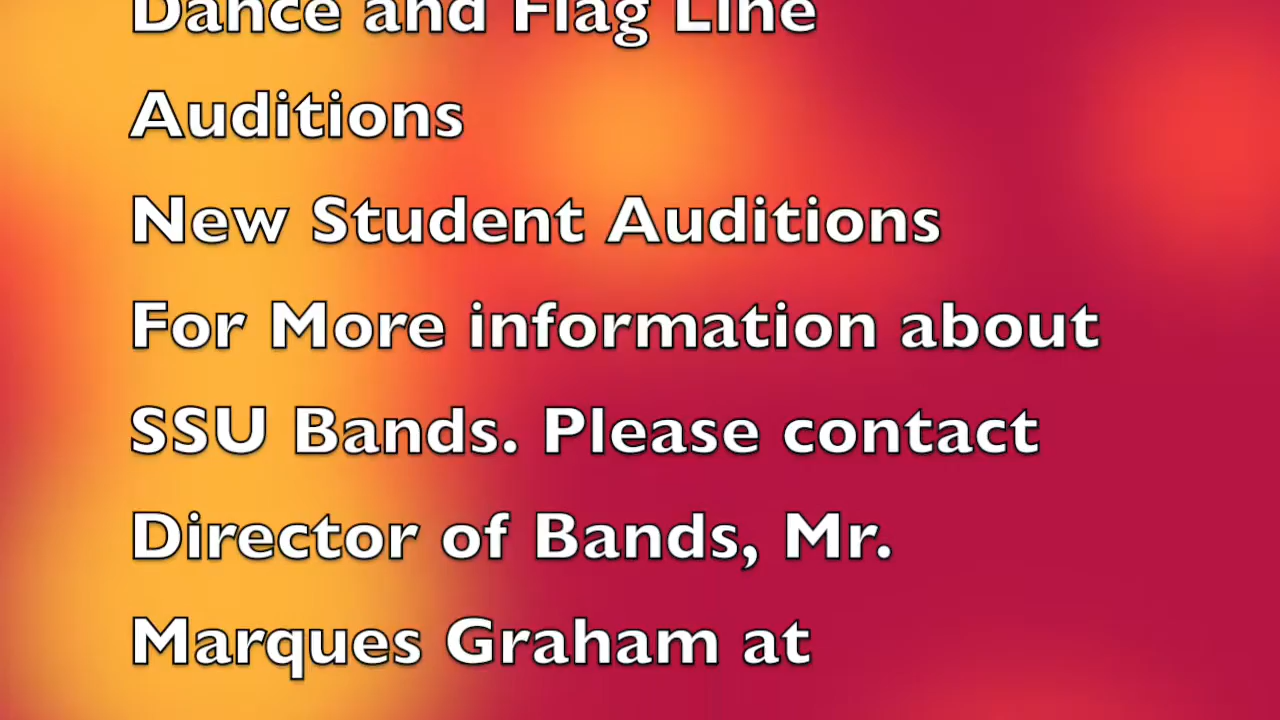 Dance and Flag Line
Auditions
New Student Auditions
For More information about
SSU Bands. Please contact
Director of Bands, Mr.
Marques Graham at